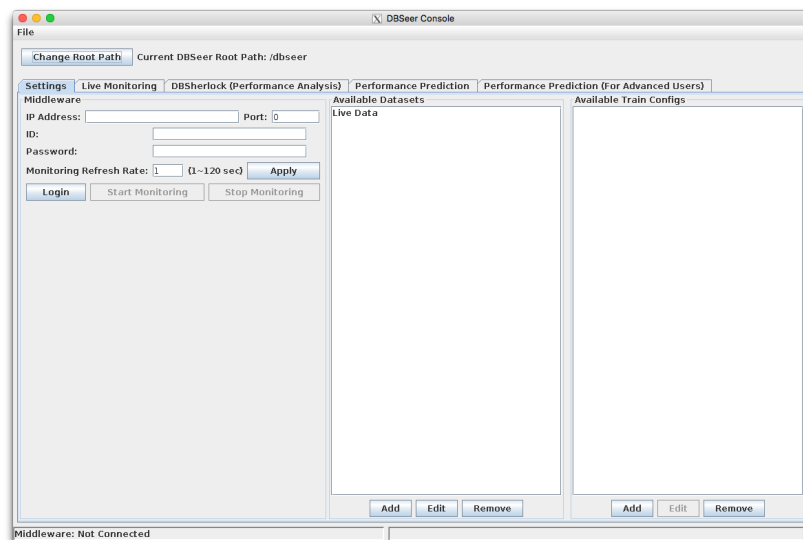 DBSeer Console
File
Change Root Path Current DBSeer Root Path: /dbseer
Settings Live Monitoring DBSherlock (Performance Analysis) Performance Prediction Performance Prediction (For Advanced Users)
Middleware
IP Address: Port: 0
ID:
Password:
Monitoring Refresh Rate: 1 (1~120 sec) Apply
Login Start Monitoring Stop Monitoring
Available Datasets
Live Data
Add Edit Remove
Available Train Configs
Add Edit Remove
Middleware: Not Connected